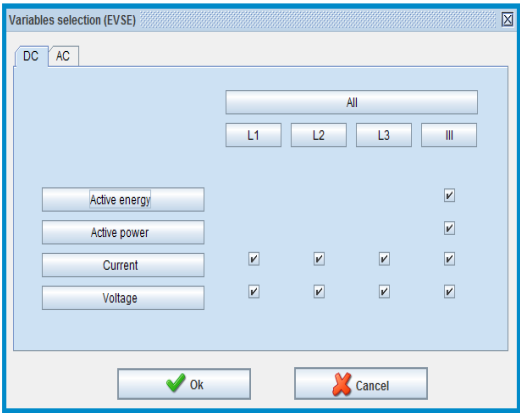 Variables selection (EVSE)
DC AC
All
L1 L2 L3 III
Active energy
Active power
Current
Voltage
Ok Cancel